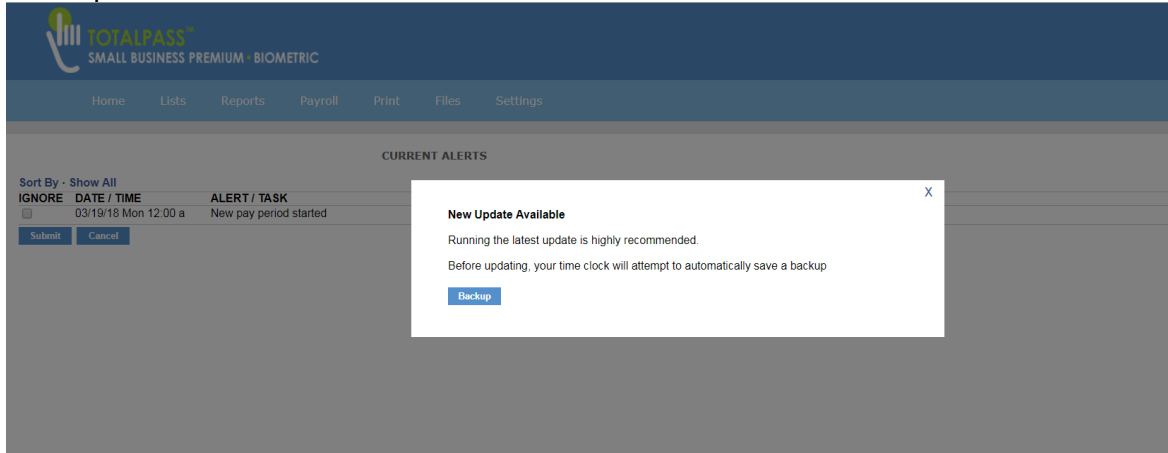 TOTALPASS™
SMALL BUSINESS PREMIUM • BIOMETRIC
Home Lists Reports Payroll Print Files Settings
CURRENT ALERTS
Sort By · Show All
IGNORE DATE / TIME ALERT / TASK
03/19/18 Mon 12:00 a New pay period started
Submit Cancel
X
New Update Available
Running the latest update is highly recommended.
Before updating, your time clock will attempt to automatically save a backup
Backup